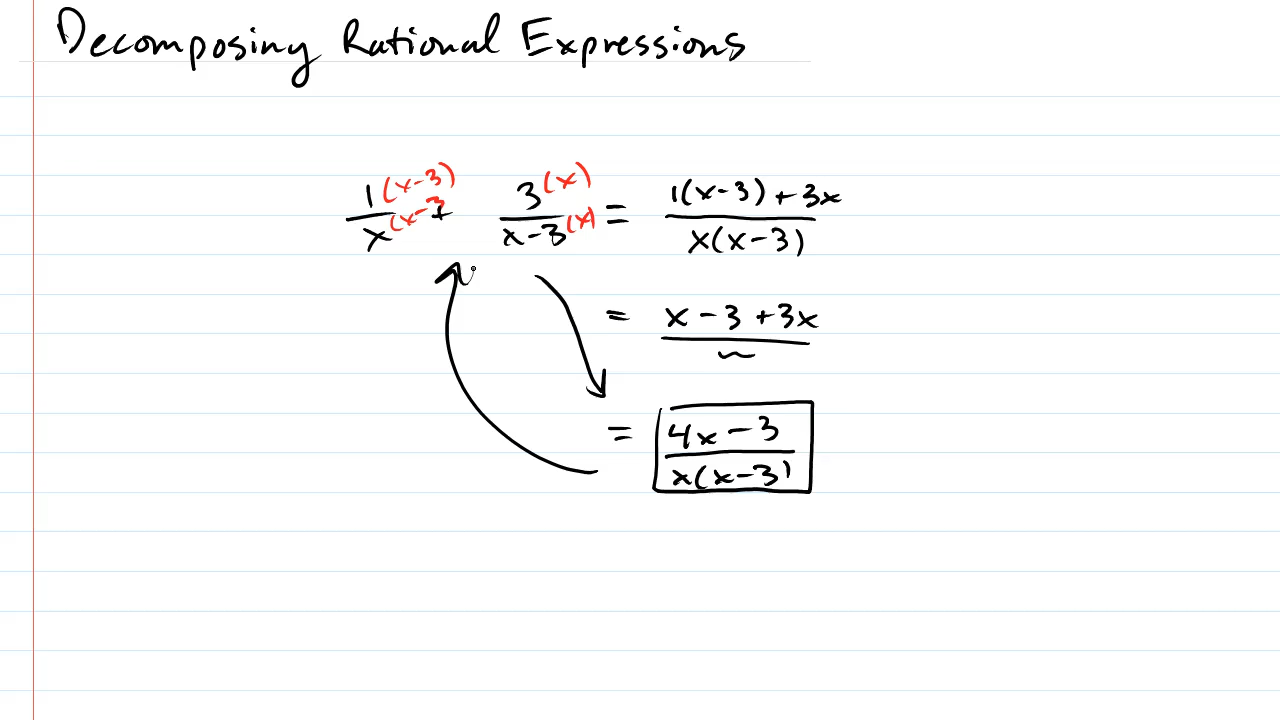 Decomposing Rational Expressions
1(x-3)/x(x-3 + 3(x)/x-3(x) = 1(x-3)+3x/x(x-3)
= x-3+3x/~
= 4x-3/x(x-3)